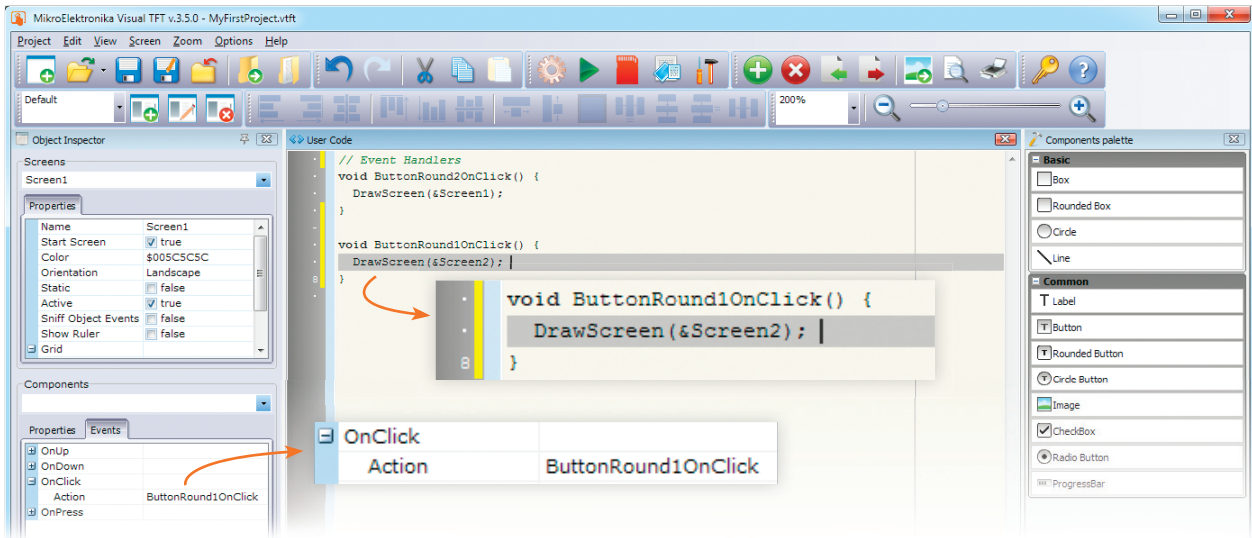 MikroElektronika Visual TFT v.3.5.0 - MyFirstProject.vtft
Project Edit View Screen Zoom Options Help
Default
200%
Object Inspector
Screens
Screen1
Properties
Name Screen1
Start Screen true
Color $005C5C5C
Orientation Landscape
Static false
Active true
Sniff Object Events false
Show Ruler false
Grid
Components
Properties Events
OnUp
OnDown
OnClick
Action ButtonRound1OnClick
OnPress
User Code
// Event Handlers
void ButtonRound2OnClick() {
DrawScreen(&Screen1);
}
void ButtonRound1OnClick() {
DrawScreen(&Screen2);
8 }
void ButtonRound1OnClick() {
DrawScreen(&Screen2);
8 }
OnClick
Action ButtonRound1OnClick
Components palette
Basic
Box
Rounded Box
Circle
Line
Common
T Label
T Button
T Rounded Button
T Circle Button
Image
CheckBox
Radio Button
ProgressBar